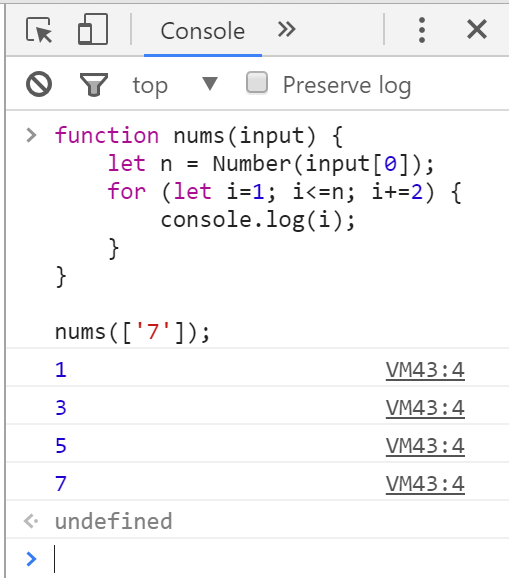 Console
top Preserve log
function nums(input) {
let n = Number(input[0]);
for (let i=1; i<=n; i+=2) {
console.log(i);
}
}
nums(['7']);
1 VM43:4
3 VM43:4
5 VM43:4
7 VM43:4
undefined